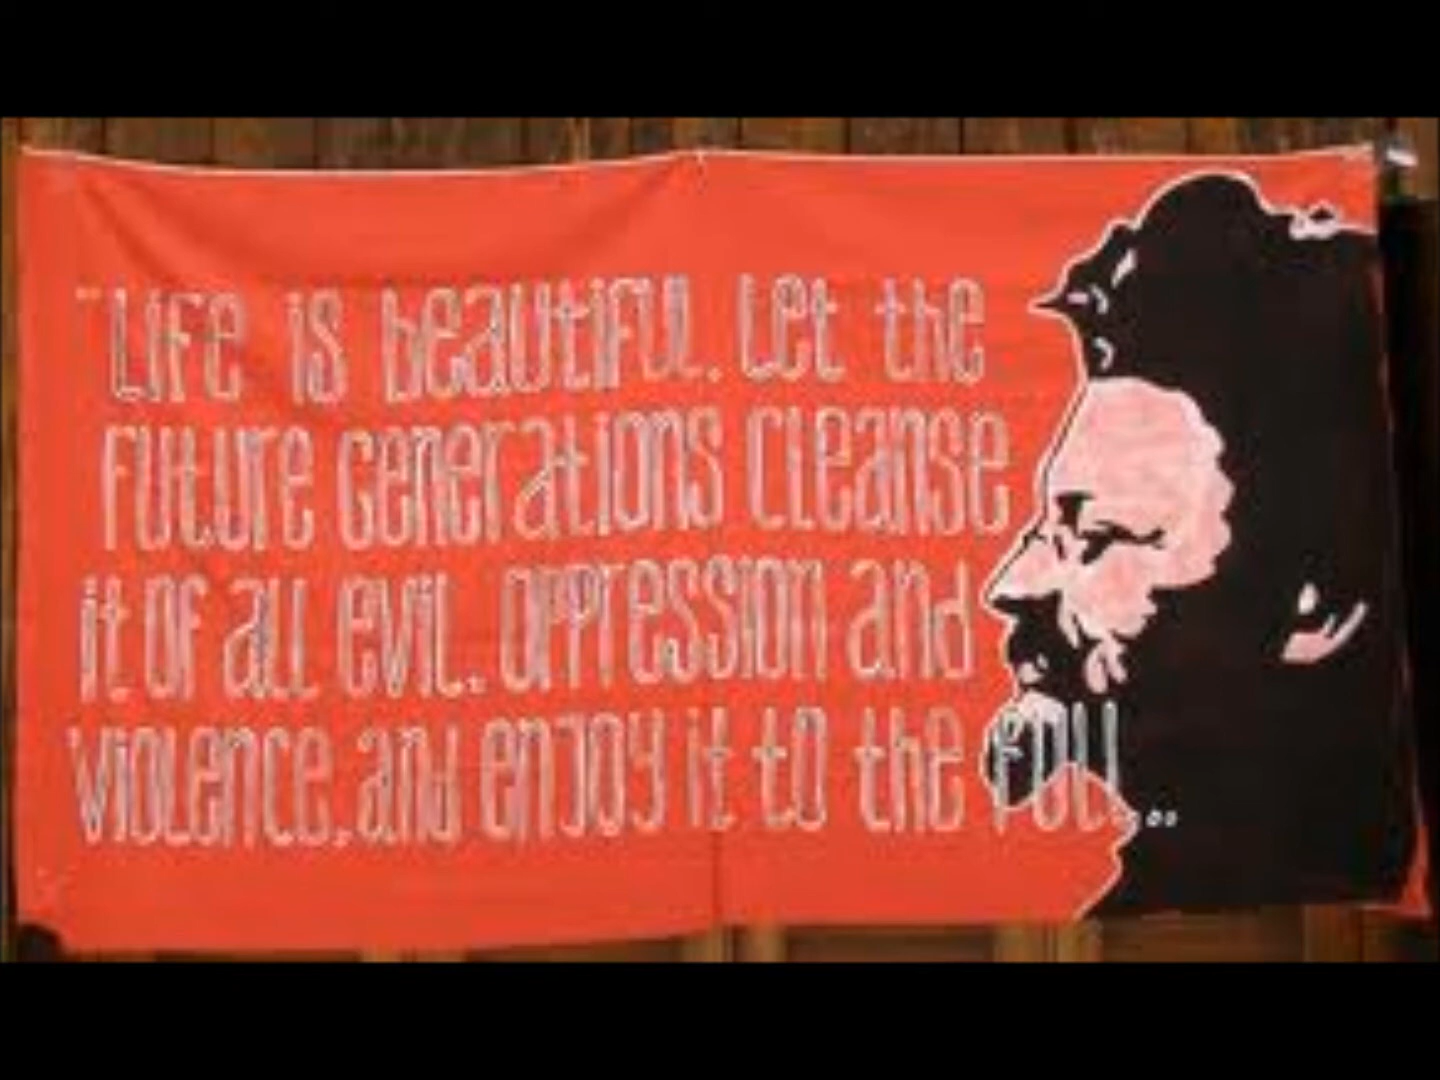 "Life is beautiful. Let the
future generations cleanse
it of all evil. oppression and
violence, and enjoy it to the full...